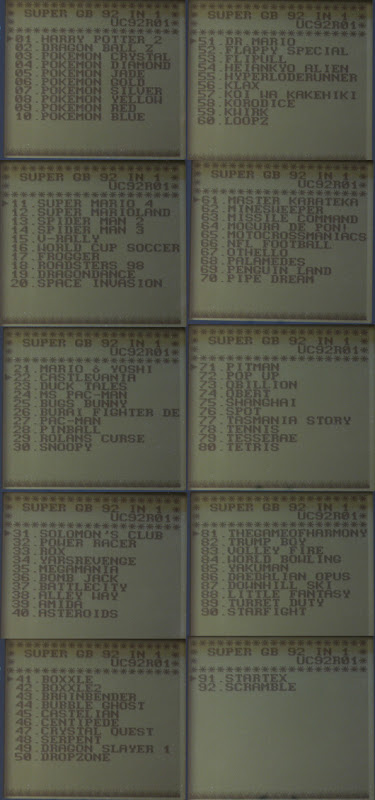 SUPER GB 92 IN 1
UC92R01
01.HARRY POTTER 2
02.DRAGON BALL Z
03.POKEMON CRYSTAL
04.POKEMON DIAMOND
05.POKEMON JADE
06.POKEMON GOLD
07.POKEMON SILVER
08.POKEMON YELLOW
09.POKEMON RED
10.POKEMON BLUE
SUPER GB 92 IN 1
UC92R01
11.SUPER MARIO 4
12.SUPER MARIOLAND
13.SPIDER MAN 2
14.SPIDER MAN 3
15.V-RALLY
16.WORLD CUP SOCCER
17.FROGGER
18.ROADSTERS 98
19.DRAGONDANCE
20.SPACE INVASION
SUPER GB 92 IN 1
UC92R01
21.MARIO & YOSHI
22.CASTLEVANIA
23.DUCK TALES
24.MS PAC-MAN
25.BUGS BUNNY
26.BURAI FIGHTER DE
27.PAC-MAN
28.PINBALL
29.ROLANS CURSE
30.SNOOPY
SUPER GB 92 IN 1
UC92R01
31.SOLOMON'S CLUB
32.POWER RACER
33.ROX
34.YARSREVENGE
35.MEGAMANIA
36.BOMB JACK
37.BATTLECITY
38.ALLEY WAY
39.AMIDA
40.ASTEROIDS
SUPER GB 92 IN 1
UC92R01
41.BOXXLE
42.BOXXLE2
43.BRAINBENDER
44.BUBBLE GHOST
45.CASTELIAN
46.CENTIPEDE
47.CRYSTAL QUEST
48.SERPENT
49.DRAGON SLAYER 1
50.DROPZONE
SUPER GB 92 IN 1
UC92R01
51.DR MARIO
52.FLAPPY SPECIAL
53.FLIPULL
54.HEIANKYO ALIEN
55.HYPERLODERUNNER
56.KLAX
57.KOI WA KAKEHIKI
58.KORODICE
59.KWIRK
60.LOOPZ
SUPER GB 92 IN 1
UC92R01
61.MASTER KARATEKA
62.MINESWEEPER
63.MISSILE COMMAND
64.MOGURA DE PON!
65.MOTOCROSSMANIACS
66.NFL FOOTBALL
67.OTHELLO
68.PALAMEDES
69.PENGUIN LAND
70.PIPE DREAM
SUPER GB 92 IN 1
UC92R01
71.PITMAN
72.POP UP
73.QBILLION
74.QBERT
75.SHANGHAI
76.SPOT
77.TASMANIA STORY
78.TENNIS
79.TESSERAE
80.TETRIS
SUPER GB 92 IN 1
UC92R01
81.THEGAMEOFHARMONY
82.TRUMP BOY
83.VOLLEY FIRE
84.WORLD BOWLING
85.YAKUMAN
86.DAEDALIAN OPUS
87.DOWNHILL SKI
88.LITTLE FANTASY
89.TURRET DUTY
90.STARFIGHT
SUPER GB 92 IN 1
UC92R01
91.STARTEX
92.SCRAMBLE